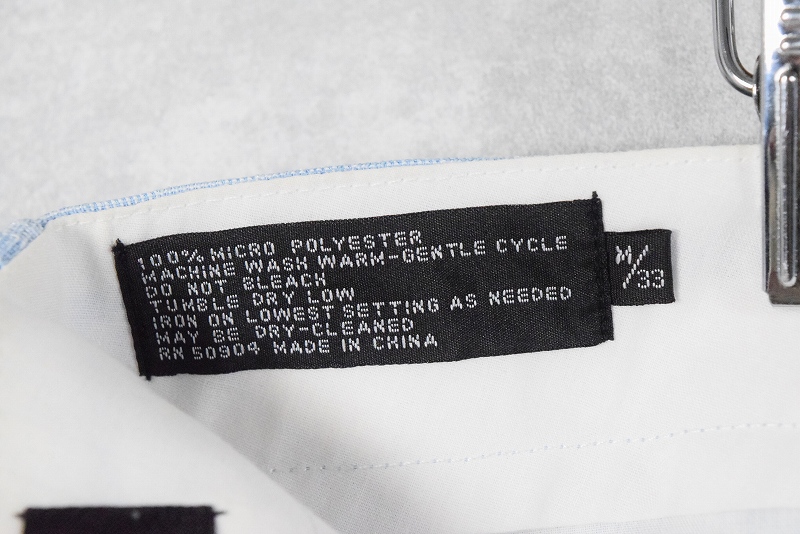 100% MICRO POLYESTER
MACHINE WASH WARM-GENTLE CYCLE
DO NOT BLEACH
TUMBLE DRY LOW
IRON ON LOWEST SETTING AS NEEDED
MAY BE DRY-CLEANED
RN 50904 MADE IN CHINA
W/33